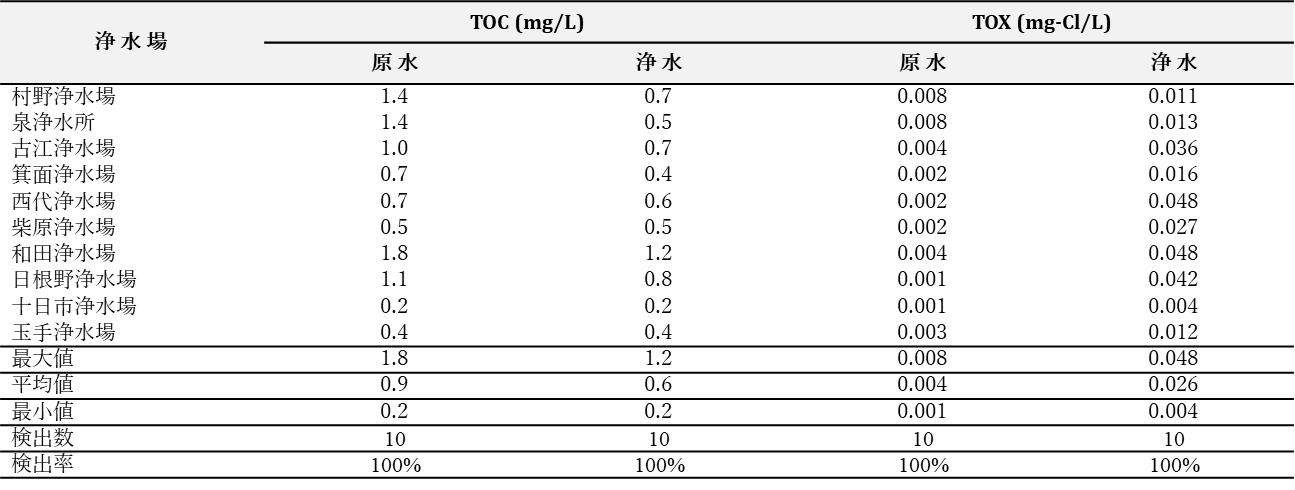 浄 水 場 TOC (mg/L) TOX (mg-Cl/L)
原 水 浄 水 原 水 浄 水
村野浄水場 1.4 0.7 0.008 0.011
泉浄水所 1.4 0.5 0.008 0.013
古江浄水場 1.0 0.7 0.004 0.036
箕面浄水場 0.7 0.4 0.002 0.016
西代浄水場 0.7 0.6 0.002 0.048
柴原浄水場 0.5 0.5 0.002 0.027
和田浄水場 1.8 1.2 0.004 0.048
日根野浄水場 1.1 0.8 0.001 0.042
十日市浄水場 0.2 0.2 0.001 0.004
玉手浄水場 0.4 0.4 0.003 0.012
最大値 1.8 1.2 0.008 0.048
平均値 0.9 0.6 0.004 0.026
最小値 0.2 0.2 0.001 0.004
検出数 10 10 10 10
検出率 100% 100% 100% 100%